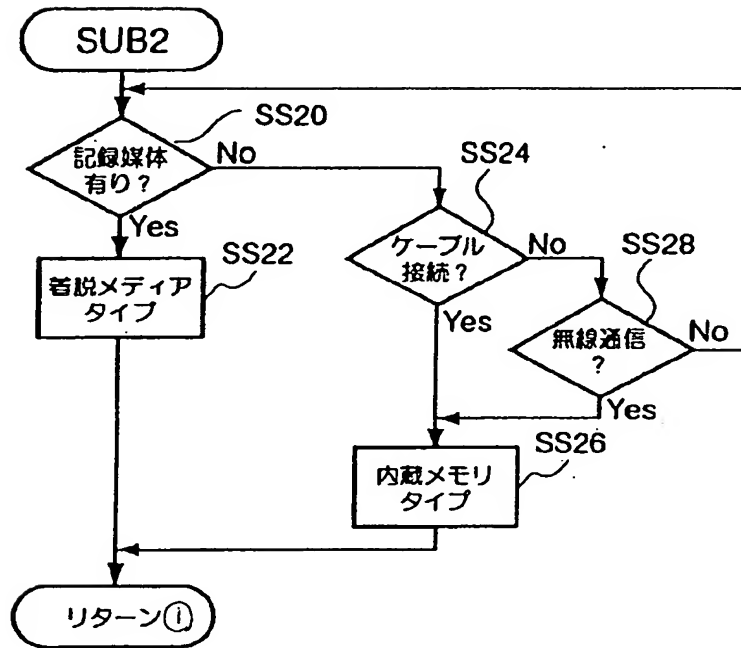 SUB2
SS20
記録媒体
有り？
No
Yes
SS22
着説メディア
タイプ
SS24
ケーブル
接続？
No
Yes
SS28
無線通信
？
No
Yes
SS26
内蔵メモリ
タイプ
リターン①